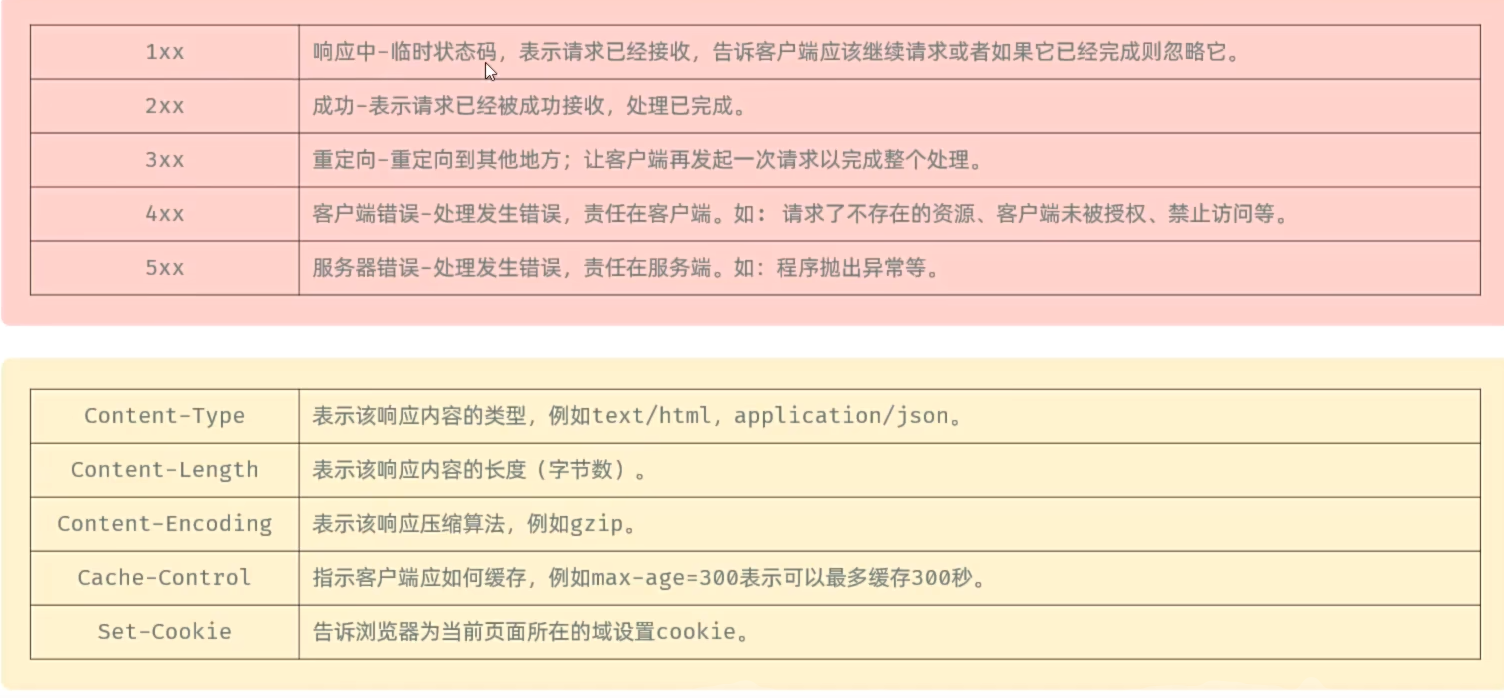 1xx 响应中-临时状态码，表示请求已经接收，告诉客户端应该继续请求或者如果它已经完成则忽略它。
2xx 成功-表示请求已经被成功接收，处理已完成。
3xx 重定向-重定向到其他地方；让客户端再发起一次请求以完成整个处理。
4xx 客户端错误-处理发生错误，责任在客户端。如: 请求了不存在的资源、客户端未被授权、禁止访问等。
5xx 服务器错误-处理发生错误，责任在服务端。如：程序抛出异常等。
Content-Type 表示该响应内容的类型，例如text/html，application/json。
Content-Length 表示该响应内容的长度（字节数）。
Content-Encoding 表示该响应压缩算法，例如gzip。
Cache-Control 指示客户端应如何缓存，例如max-age=300表示可以最多缓存300秒。
Set-Cookie 告诉浏览器为当前页面所在的域设置cookie。